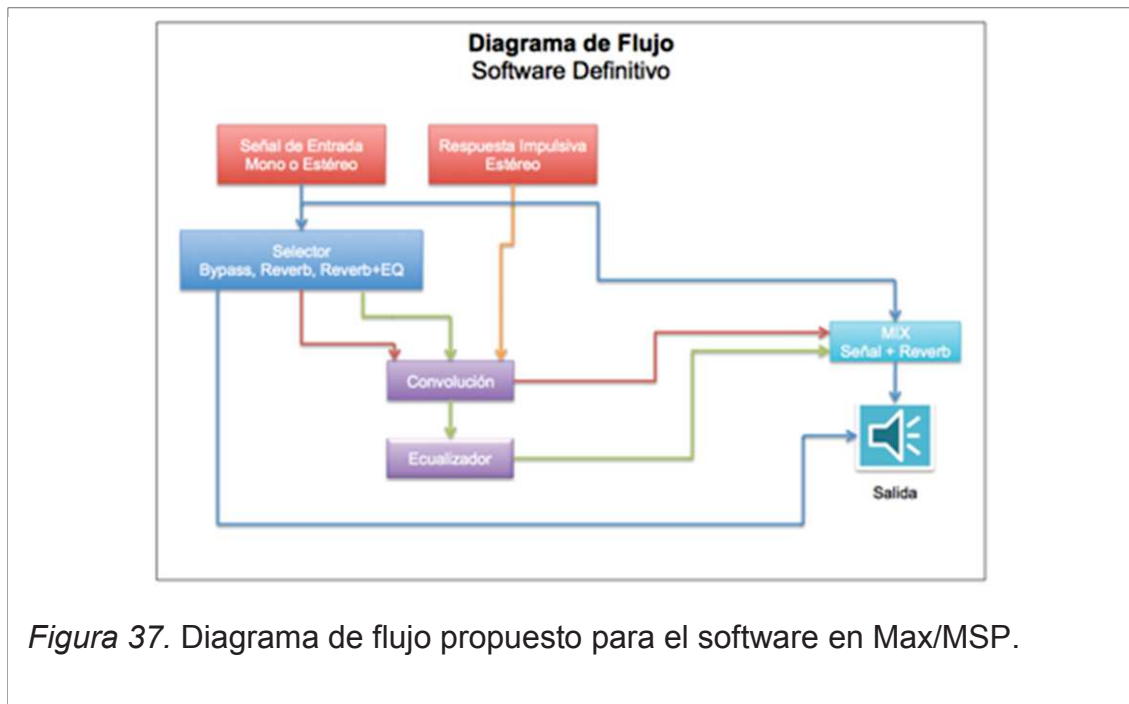 Diagrama de Flujo
Software Definitivo
Señal de Entrada
Mono o Estéreo
Respuesta Impulsiva
Estéreo
Selector
Bypass, Reverb, Reverb+EQ
MIX
Señal + Reverb
Convolución
Ecualizador
Salida
Figura 37. Diagrama de flujo propuesto para el software en Max/MSP.